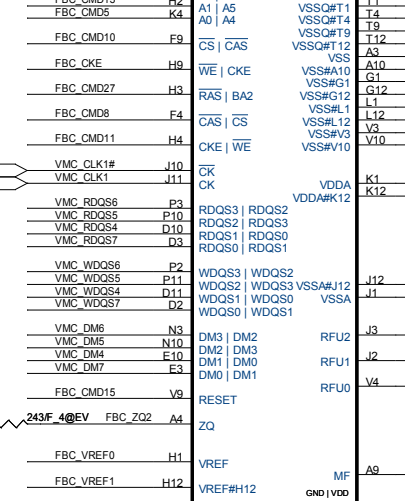 FBC_CMD13 H2 A1 | A5 VSSQ#T1 T1
FBC_CMD5 K4 A0 | A4 VSSQ#T4 T4
VSSQ#T9 T9
FBC_CMD10 F9 CS | CAS VSSQ#T12 T12
VSS A3
FBC_CKE H9 WE | CKE VSS#A10 A10
VSS#G1 G1
FBC_CMD27 H3 RAS | BA2 VSS#G12 G12
VSS#L1 L1
FBC_CMD8 F4 CAS | CS VSS#L12 L12
VSS#V3 V3
FBC_CMD11 H4 CKE | WE VSS#V10 V10
VMC_CLK1# J10 CK
VMC_CLK1 J11 CK VDDA K1
VDDA#K12 K12
VMC_RDQS6 P3 RDQS3 | RDQS2
VMC_RDQS5 P10 RDQS2 | RDQS3
VMC_RDQS4 D10 RDQS1 | RDQS0
VMC_RDQS7 D3 RDQS0 | RDQS1
VMC_WDQS6 P2 WDQS3 | WDQS2
VMC_WDQS5 P11 WDQS2 | WDQS3 VSSA#J12 J12
VMC_WDQS4 D11 WDQS1 | WDQS0 VSSA J1
VMC_WDQS7 D2 WDQS0 | WDQS1
VMC_DM6 N3 DM3 | DM2 RFU2 J3
VMC_DM5 N10 DM2 | DM3
VMC_DM4 E10 DM1 | DM0 RFU1 J2
VMC_DM7 E3 DM0 | DM1
RFU0 V4
FBC_CMD15 V9 RESET
243/F_4@EV FBC_ZQ2 A4 ZQ
FBC_VREF0 H1 VREF
MF A9
FBC_VREF1 H12 VREF#H12 GND | VDD